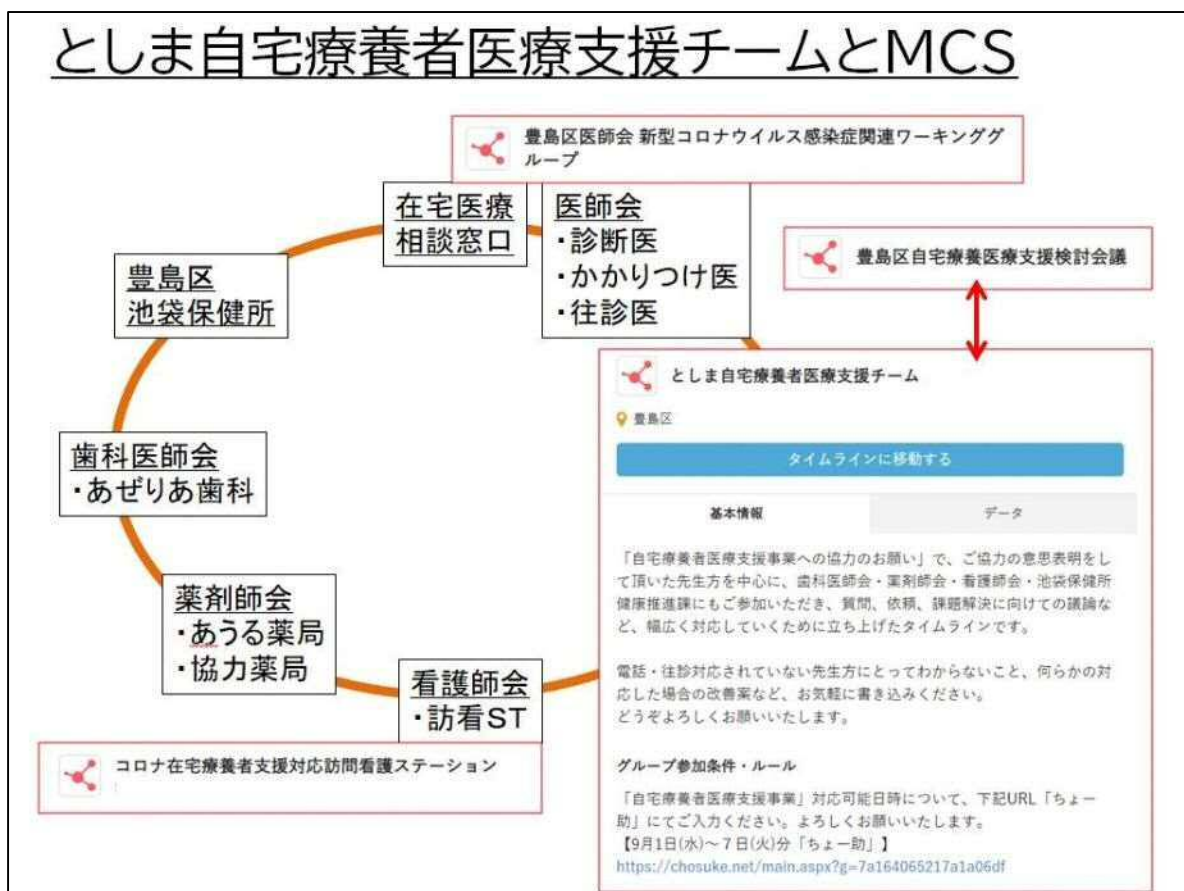 としま自宅療養者医療支援チームとMCS
豊島区医師会 新型コロナウイルス感染症関連ワーキンググ
ループ
在宅医療
相談窓口
医師会
・診断医
・かかりつけ医
・往診医
豊島区自宅療養医療支援検討会議
豊島区
池袋保健所
歯科医師会
・あぜりあ歯科
薬剤師会
・あうる薬局
・協力薬局
看護師会
・訪看ST
コロナ在宅療養者支援対応訪問看護ステーション
としま自宅療養者医療支援チーム
豊島区
タイムラインに移動する
基本情報
データ
「自宅療養者医療支援事業への協力のお願い」で、ご協力の意思表明をし
て頂いた先生方を中心に、歯科医師会・薬剤師会・看護師会・池袋保健所
健康推進課にもご参加いただき、質問、依頼、課題解決に向けての議論な
ど、幅広く対応していくために立ち上げたタイムラインです。
電話・往診対応されていない先生方にとってわからないこと、何らかの対
応した場合の改善案など、お気軽に書き込みください。
どうぞよろしくお願いいたします。
グループ参加条件・ルール
「自宅療養者医療支援事業」対応可能日時について、下記URL「ちょー
助」にてご入力ください。よろしくお願いいたします。
【9月1日(水)～7日(火)分「ちょー助」】
https://chosuke.net/main.aspx?g=7a164065217a1a06df